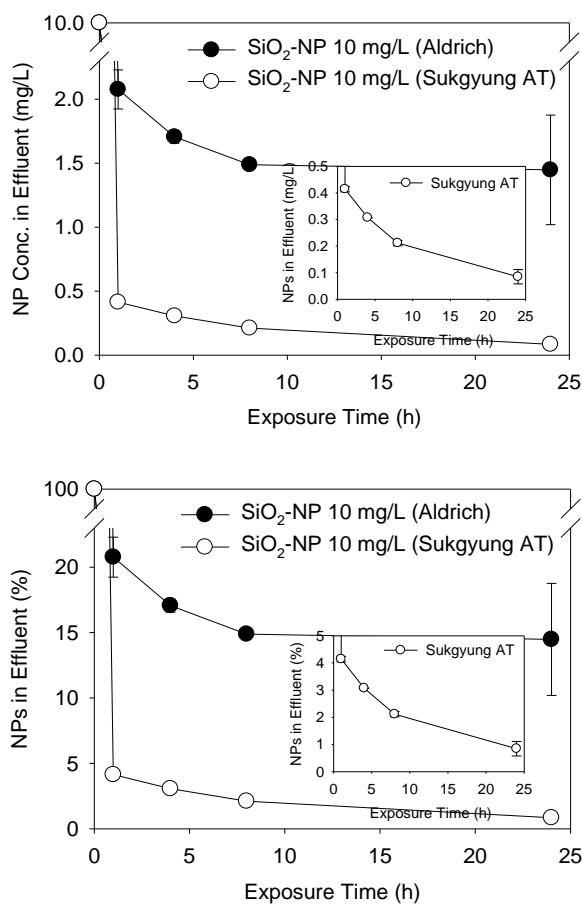 10.0
SiO2-NP 10 mg/L (Aldrich)
SiO2-NP 10 mg/L (Sukgyung AT)
2.0
1.5
1.0
0.5
0.0
NP Conc. in Effluent (mg/L)
0.5
0.4
0.3
0.2
0.1
0.0
NPs in Effluent (mg/L)
Sukgyung AT
0 5 10 15 20 25
Exposure Time (h)
0 5 10 15 20 25
Exposure Time (h)
100
SiO2-NP 10 mg/L (Aldrich)
SiO2-NP 10 mg/L (Sukgyung AT)
20
15
10
5
0
NPs in Effluent (%)
5
4
3
2
1
0
NPs in Effluent (%)
Sukgyung AT
0 5 10 15 20 25
Exposure Time (h)
0 5 10 15 20 25
Exposure Time (h)